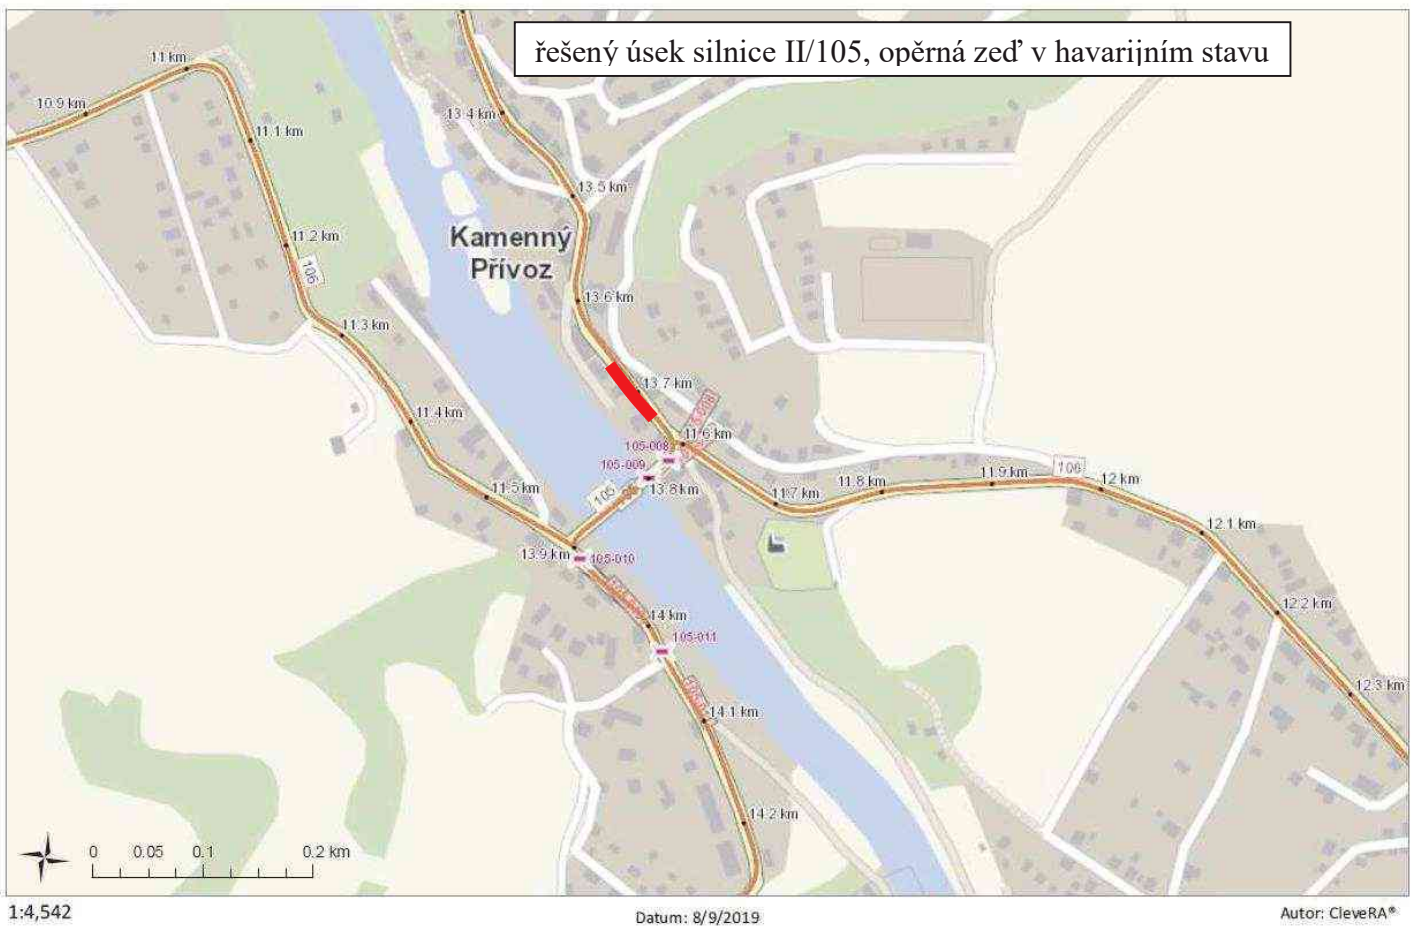 řešený úsek silnice II/105, opěrná zeď v havarijním stavu
11 km
10.9 km
13.4 km
11.1 km
13.5 km
11.2 km
106
Kamenný
Přívoz
13.6 km
11.3 km
13.7 km
11.4 km
11.6 km
105-008
105-009
106
11.9 km
12 km
11.8 km
11.5 km
105
13.8 km
11.7 km
12.1 km
13.9 km
105-010
12.2 km
14 km
105-011
12.3 km
14.1 km
14.2 km
0 0.05 0.1 0.2 km
1:4,542
Datum: 8/9/2019
Autor: CleveRA®